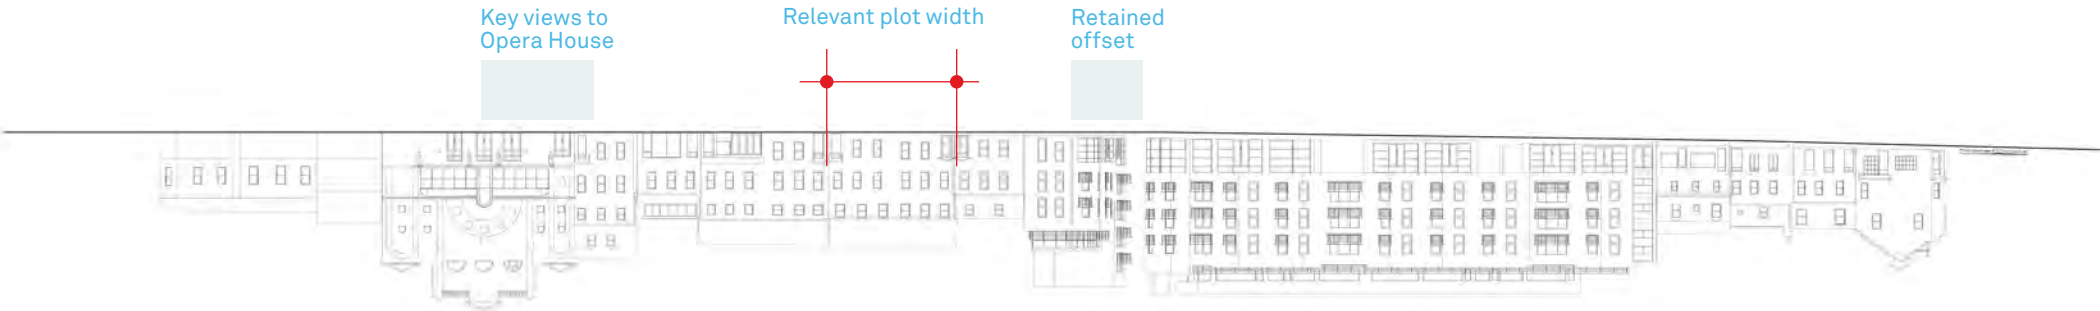 Key views to
Opera House
Relevant plot width
Retained
offset